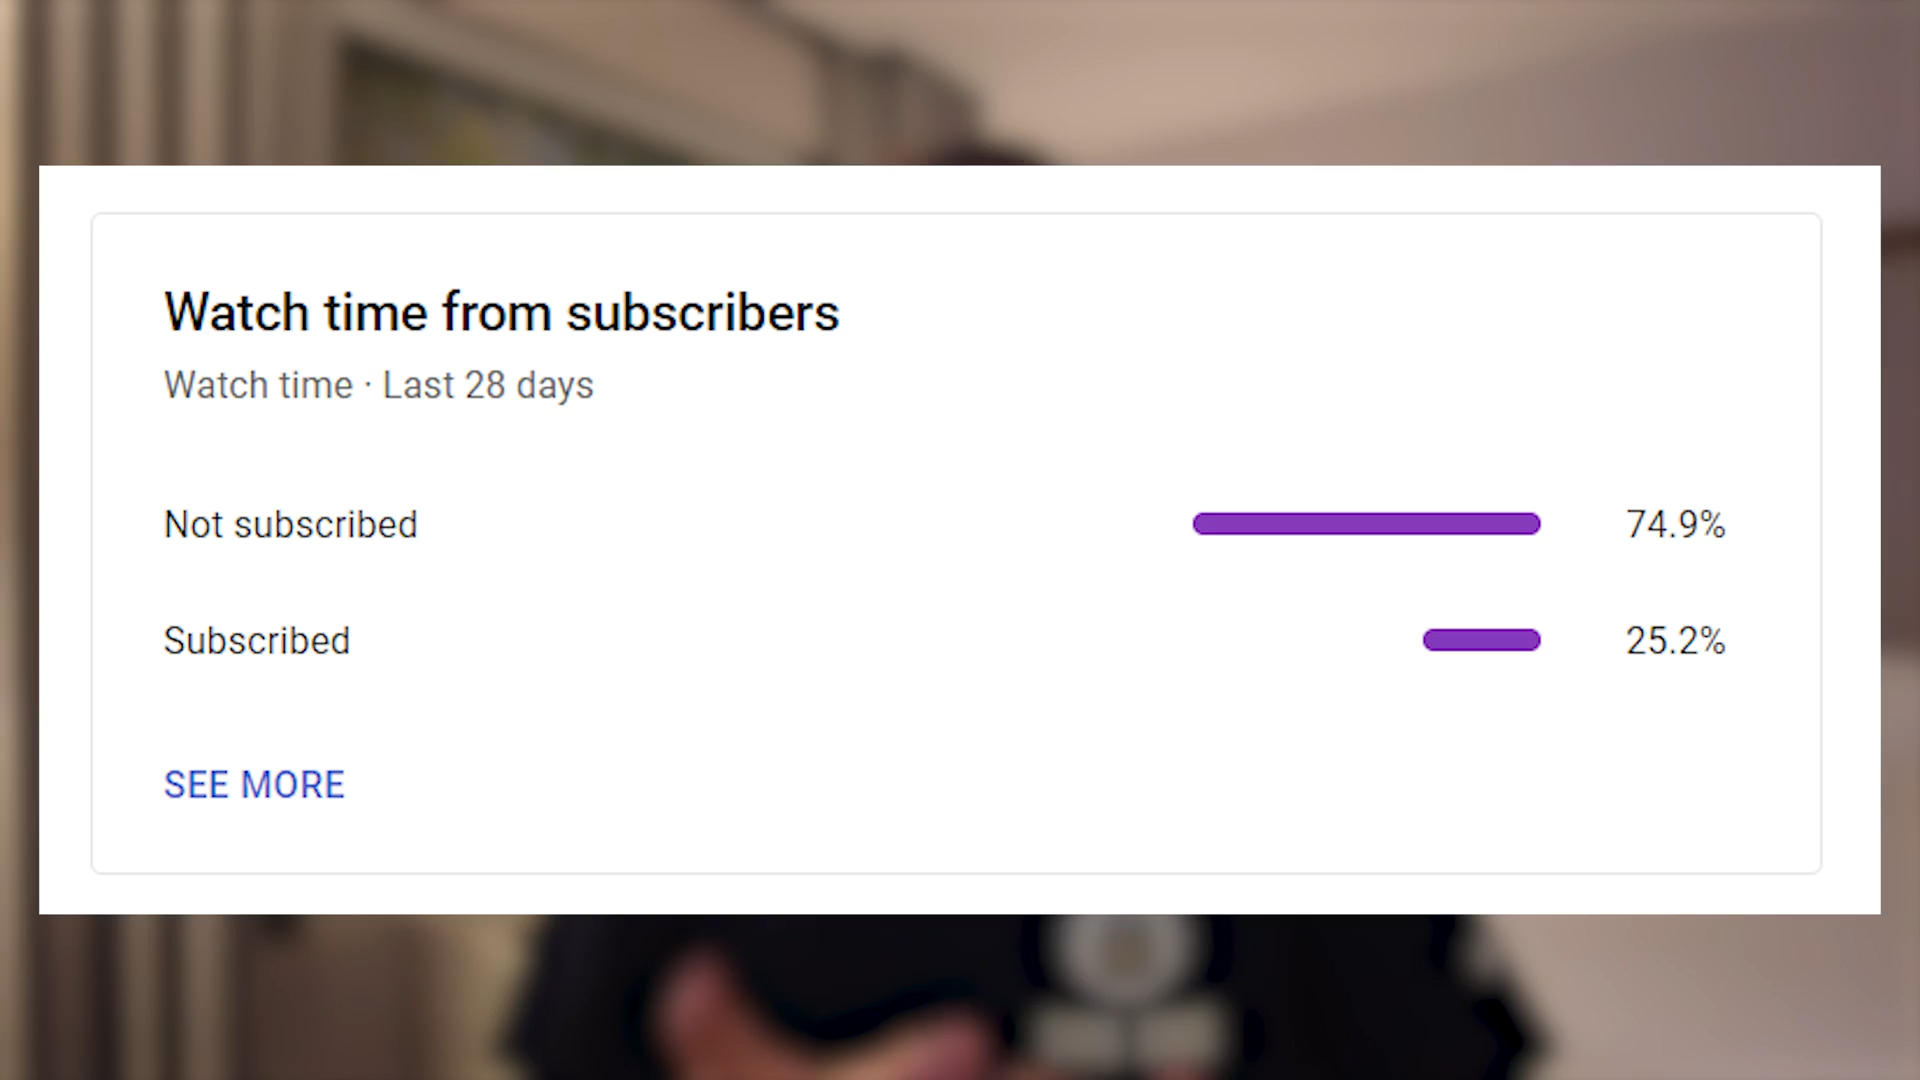 Watch time from subscribers
Watch time · Last 28 days
Not subscribed 74.9%
Subscribed 25.2%
SEE MORE